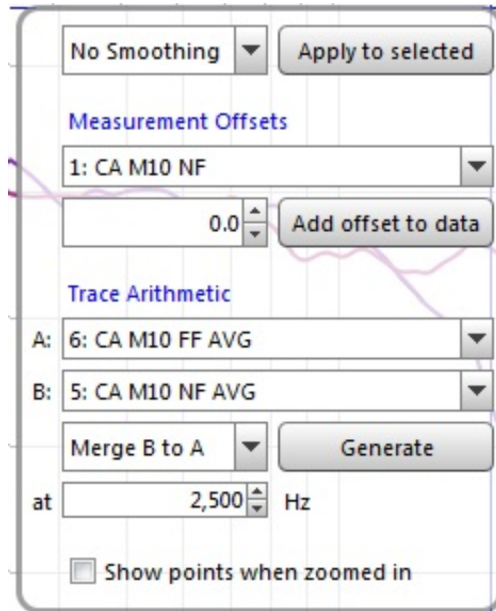 No Smoothing Apply to selected
Measurement Offsets
1: CA M10 NF
0.0 Add offset to data
Trace Arithmetic
A: 6: CA M10 FF AVG
B: 5: CA M10 NF AVG
Merge B to A Generate
at 2,500 Hz
Show points when zoomed in